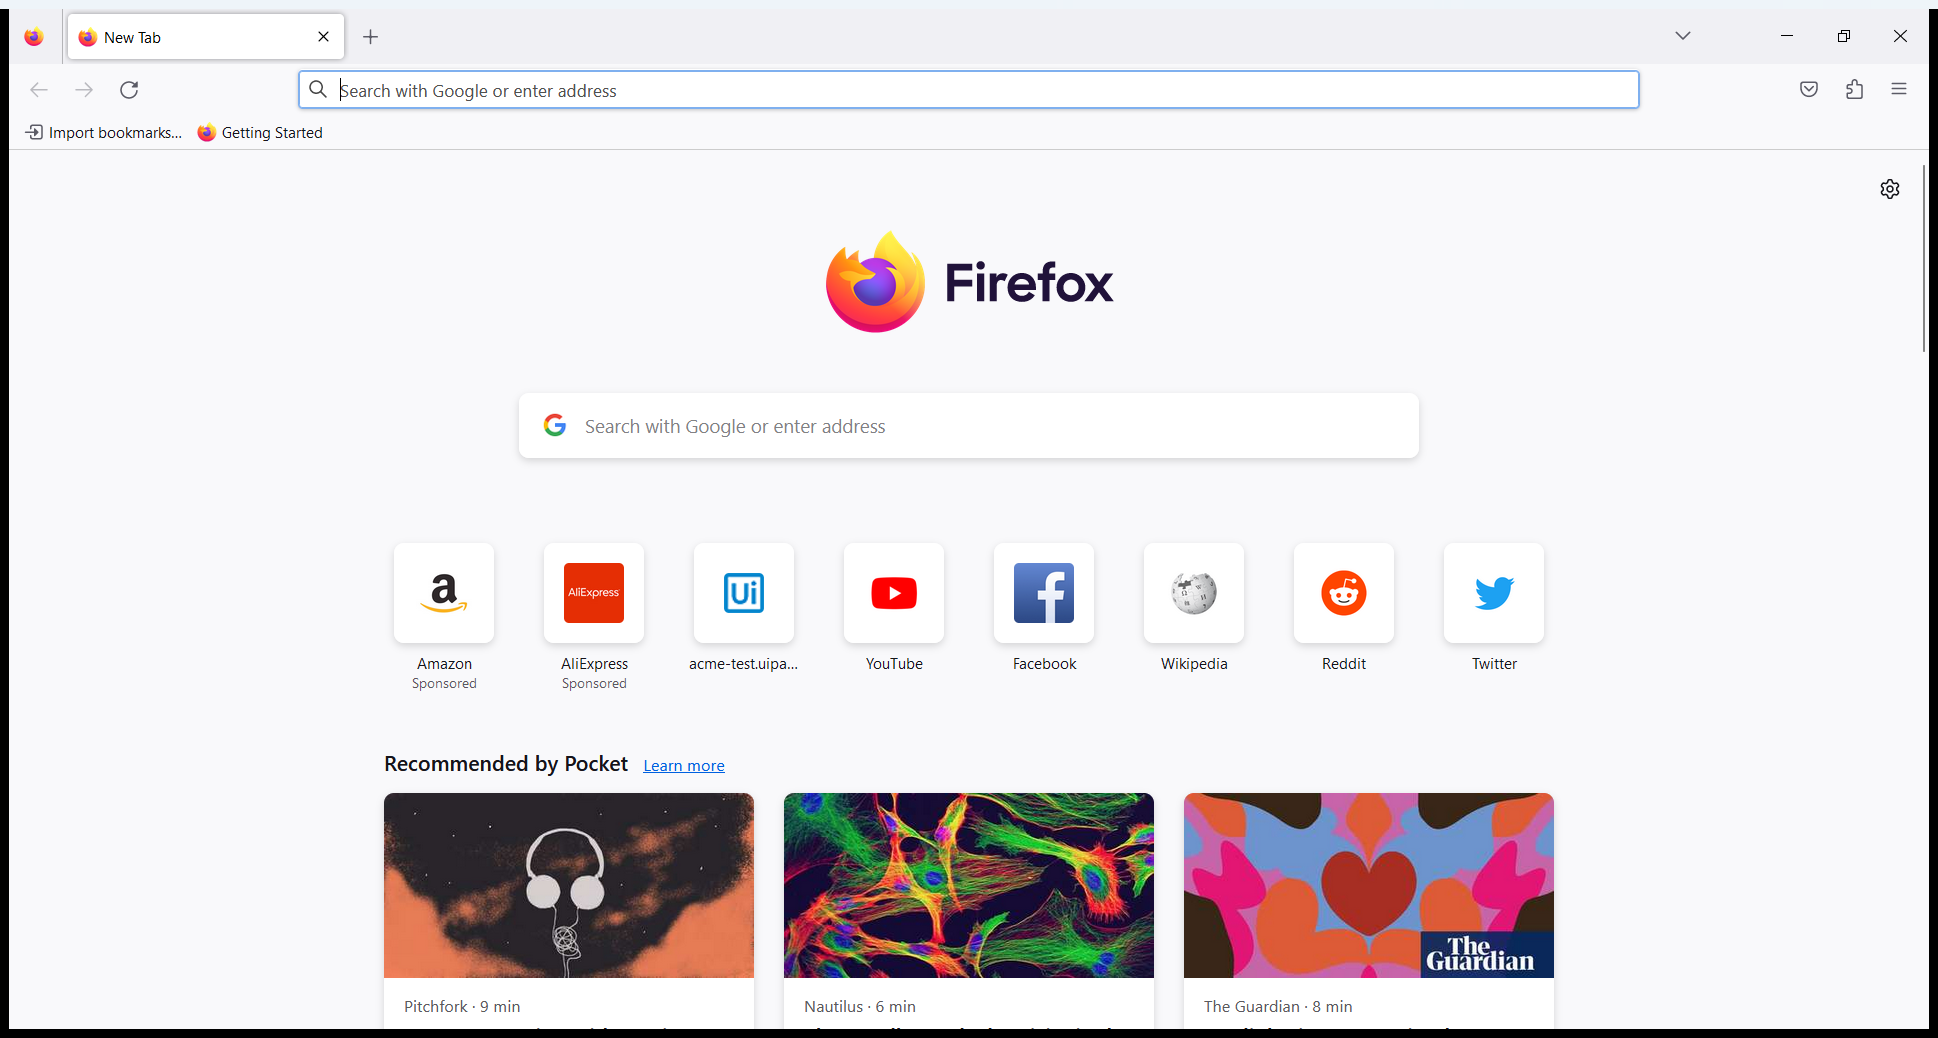 New Tab
Search with Google or enter address
Import bookmarks...
Getting Started
Firefox
Search with Google or enter address
a
AliExpress
Ui
f
Amazon
Sponsored
AliExpress
Sponsored
acme-test.uipa...
YouTube
Facebook
Wikipedia
Reddit
Twitter
Recommended by Pocket Learn more
The Guardian
Pitchfork · 9 min
Nautilus · 6 min
The Guardian · 8 min